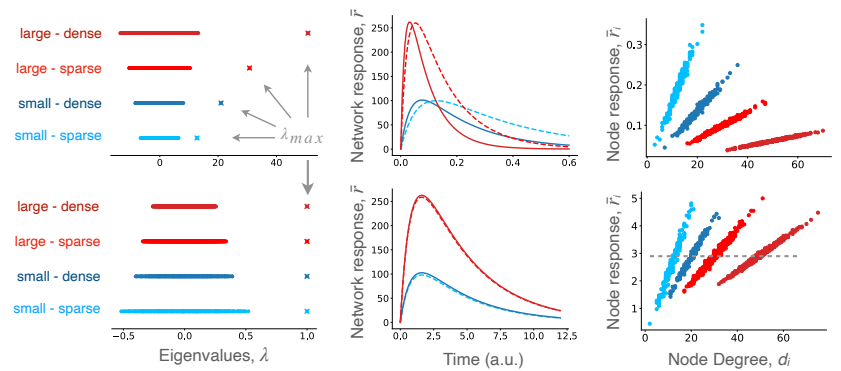 large - dense
large - sparse
small - dense
small - sparse
λmax
0
20
40
Network response, r̄
250
200
150
100
50
0
0.0
0.2
0.4
0.6
Node response, r̄i
0.3
0.2
0.1
0
20
40
60
large - dense
large - sparse
small - dense
small - sparse
−0.5
0.0
0.5
1.0
Eigenvalues, λ
Network response, r̄
250
200
150
100
50
0
0.0
2.5
5.0
7.5
10.0
12.5
Time (a.u.)
Node response, r̄i
5
4
3
2
1
0
20
40
60
Node Degree, di